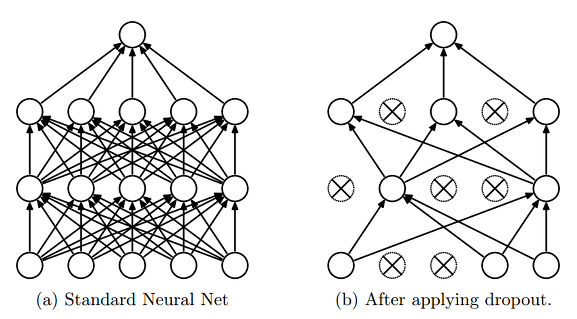 (a) Standard Neural Net
(b) After applying dropout.